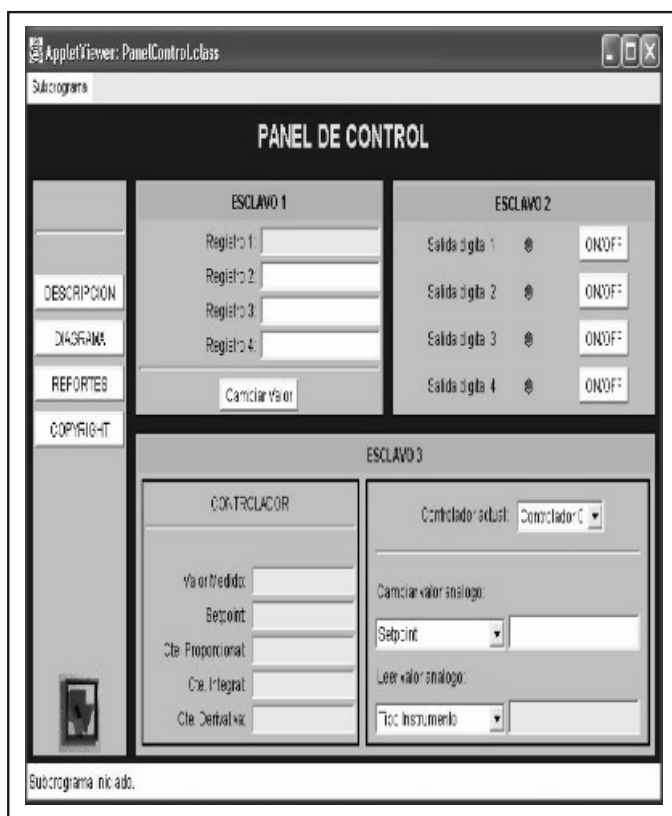 AppletViewer: PanelControl.class
Subprograma
PANEL DE CONTROL
DESCRIPCION
DIAGRAMA
REPORTES
COPYRIGHT
ESCLAVO 1
Registro 1:
Registro 2:
Registro 3:
Registro 4:
Cambiar Valor
ESCLAVO 2
Salida digital 1 ON/OFF
Salida digital 2 ON/OFF
Salida digital 3 ON/OFF
Salida digital 4 ON/OFF
ESCLAVO 3
CONTROLADOR
Valor Medido:
Setpoint:
Cte. Proporcional:
Cte. Integral:
Cte. Derivativa:
Controlador actual: Controlador
Cambiar valor analogo:
Setpoint
Leer valor analogo:
Tipo Instrumento
Subprograma iniciado.